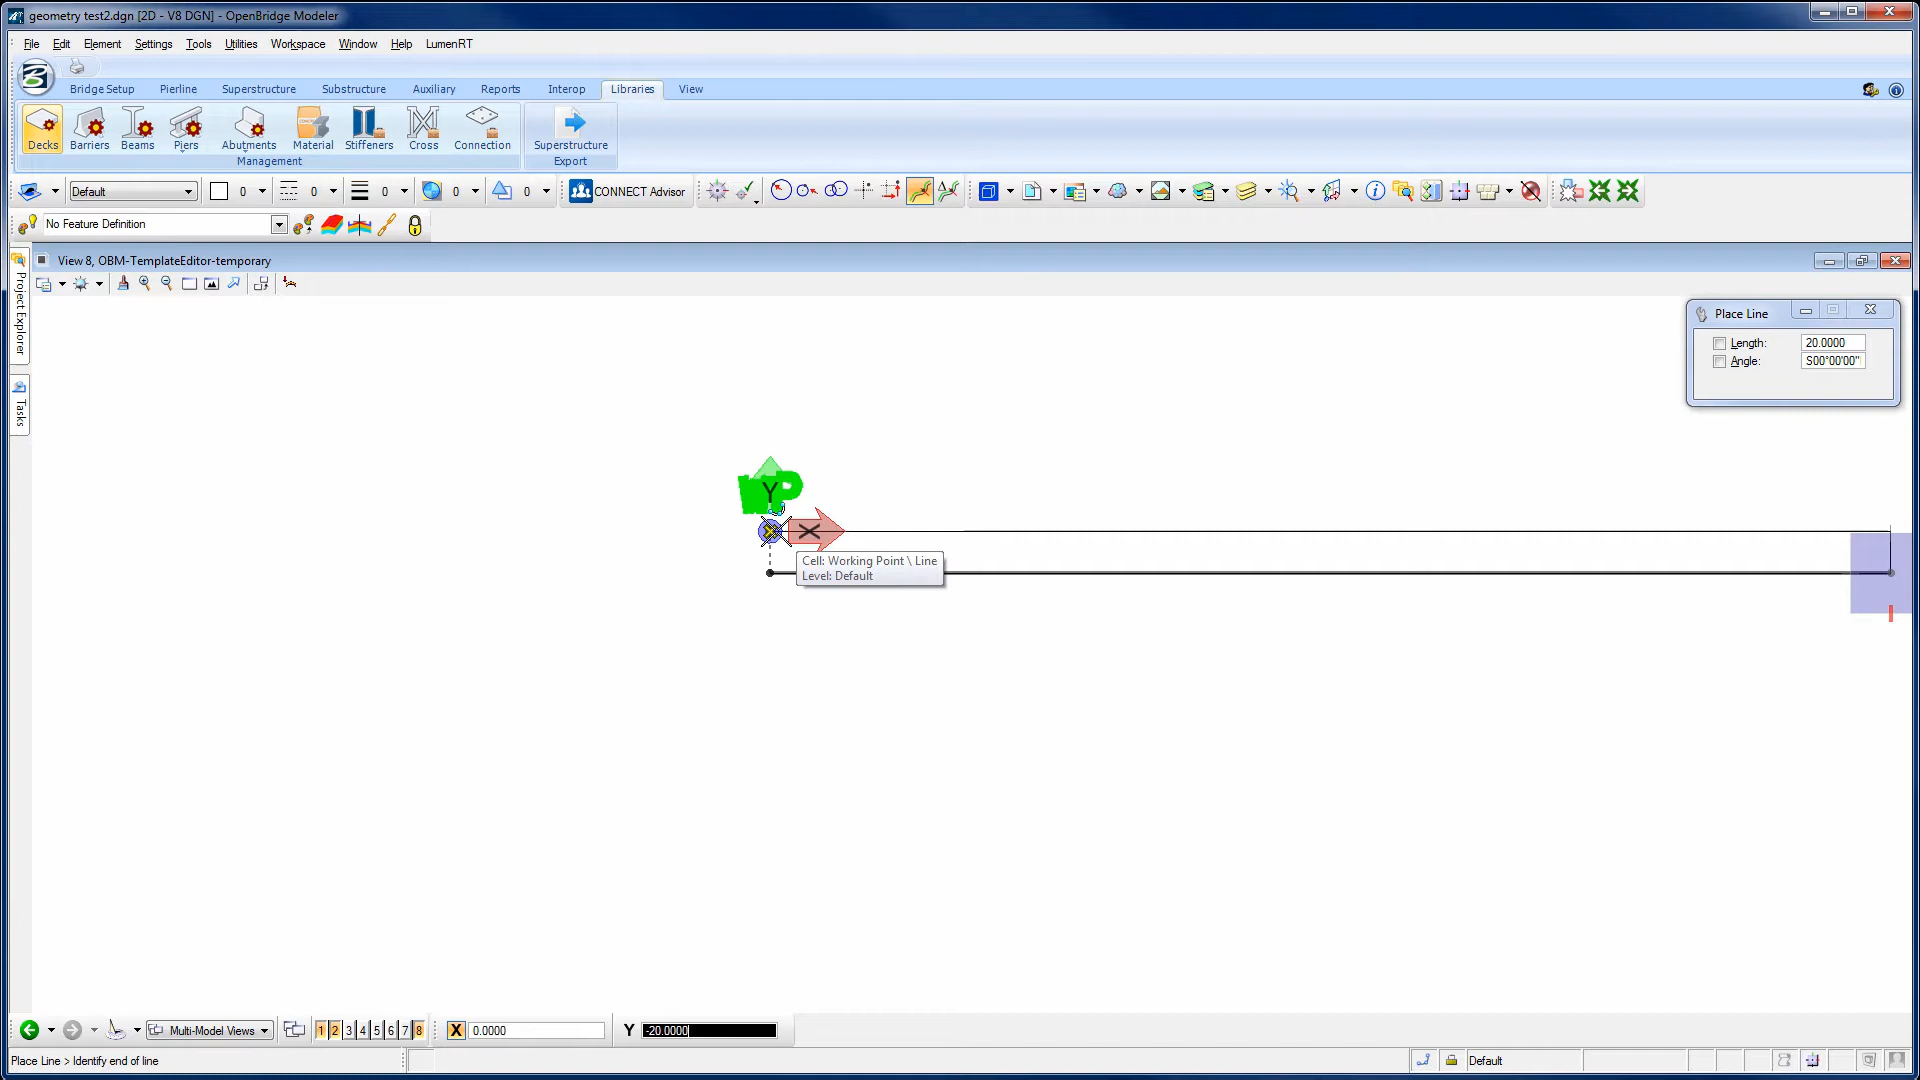 geometry test2.dgn [2D - V8 DGN] - OpenBridge Modeler
File Edit Element Settings Tools Utilities Workspace Window Help LumenRT
Bridge Setup Pierline Superstructure Substructure Auxiliary Reports Interop Libraries View
Decks Barriers Beams Piers Abutments Material Stiffeners Cross Connection Superstructure
Management Export
Default 0 0 0 0 0 CONNECT Advisor
No Feature Definition
View 8, OBM-TemplateEditor-temporary
Project Explorer
Tasks
Place Line
Length: 20.0000
Angle: S00°00'00"
WP
Y
X
Cell: Working Point \ Line
Level: Default
Multi-Model Views 1 2 3 4 5 6 7 8 X 0.0000 Y -20.0000
Place Line > Identify end of line Default